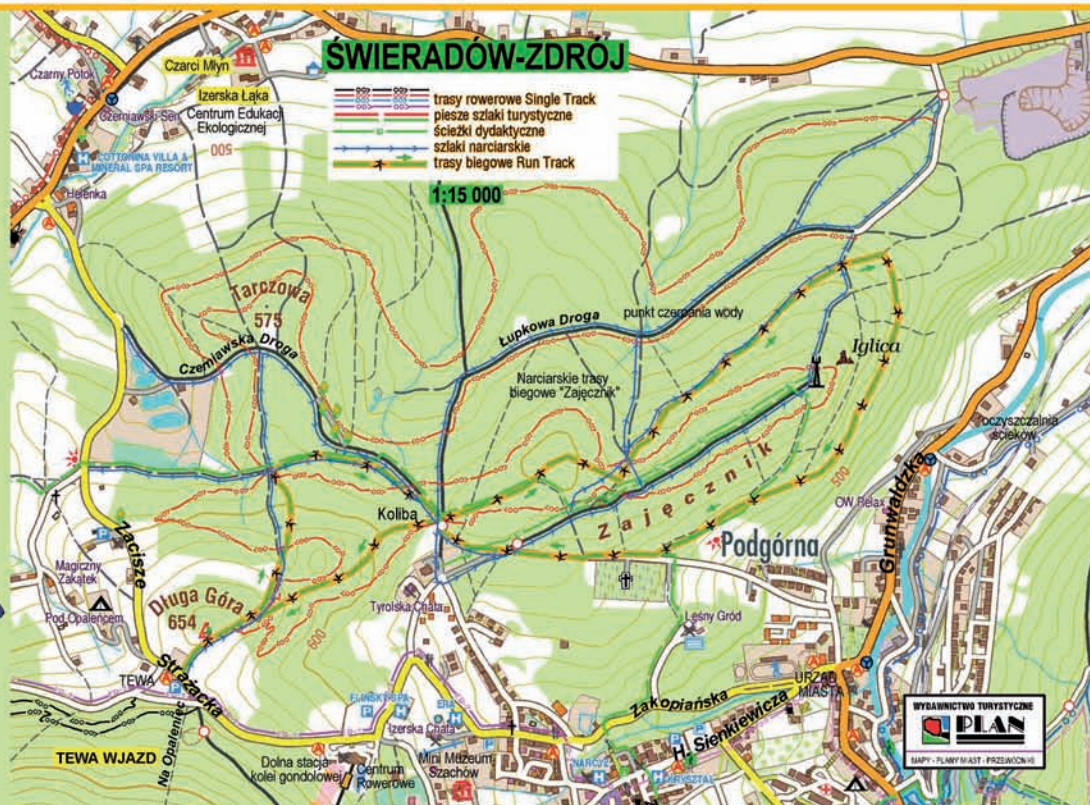 ŚWIERADÓW-ZDRÓJ
trasy rowerowe Single Track
piesze szlaki turystyczne
ścieżki dydaktyczne
szlaki narciarskie
trasy biegowe Run Track
1:15 000
Czarci Młyn
Czarny Potok
Izerska Łąka
Centrum Edukacji
Ekologicznej
500
COTTONINA VILLA &
MINERAL SPA RESORT
Helenka
Tarczowa
575
Czerniawska Droga
Łupkowa Droga
punkt czerpania wody
Narciarskie trasy
biegowe "Zajęcznik"
Iglica
oczyszczalnia
ścieków
Zajęcznik
500
OW Relax
Grunwaldzka
Koliba
Podgórna
Zacisze
Magiczny
Zakątek
Pod Opaleńcem
Długa Góra
654
600
Tyrolska Chata
Leśny Gród
TEWA
Strażacka
URZĄD
MIASTA
Zakopiańska
H. Sienkiewicza
ERA
Izerska Chata
Na Opaleniec
TEWA WJAZD
Dolna stacja
kolei gondolowej
Centrum
Rowerowe
Mini Muzeum
Szachów
NARCYZ
KRYSZTAŁ
WYDAWNICTWO TURYSTYCZNE
PLAN
MAPY - PLANY MIAST - PRZEWODNIKI